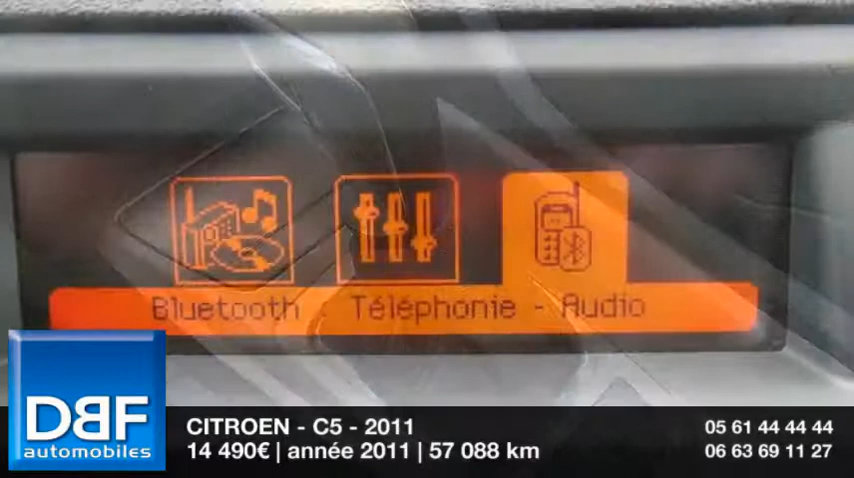 Bluetooth : Téléphonie - Audio
DBF
automobiles
CITROEN - C5 - 2011
14 490€ | année 2011 | 57 088 km
05 61 44 44 44
06 63 69 11 27